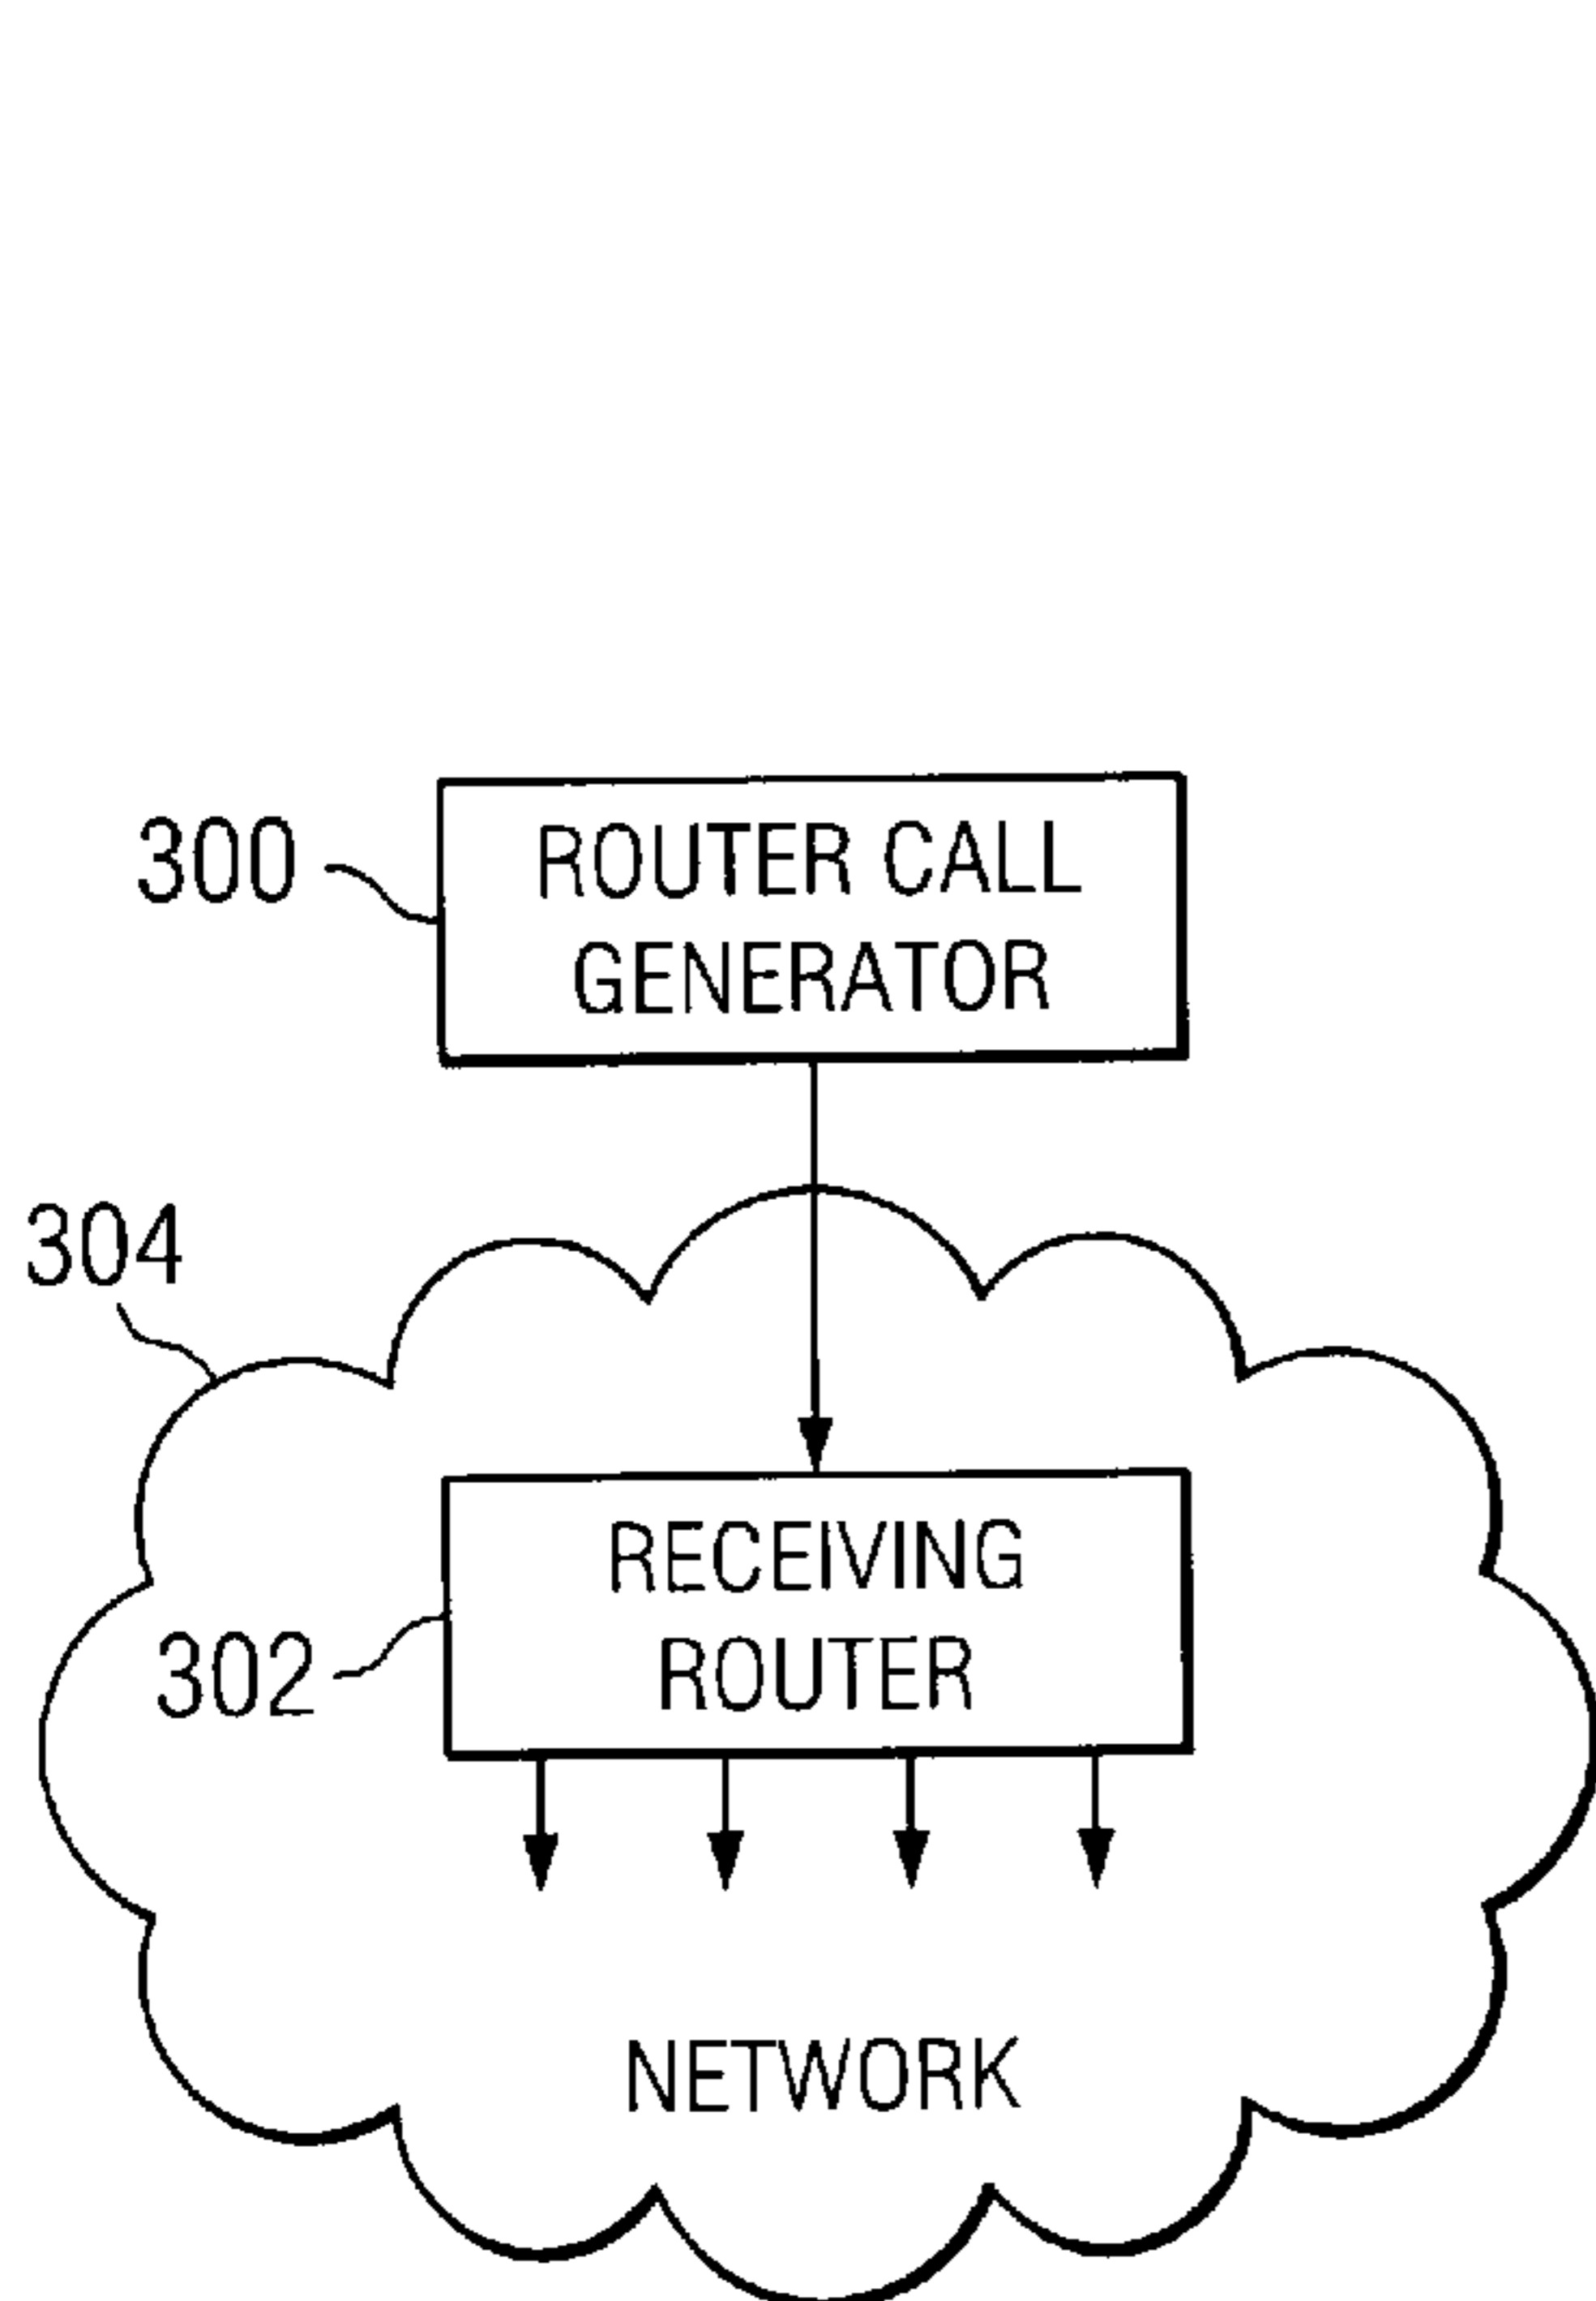 300
ROUTER CALL
GENERATOR
304
RECEIVING
302
ROUTER
NETWORK